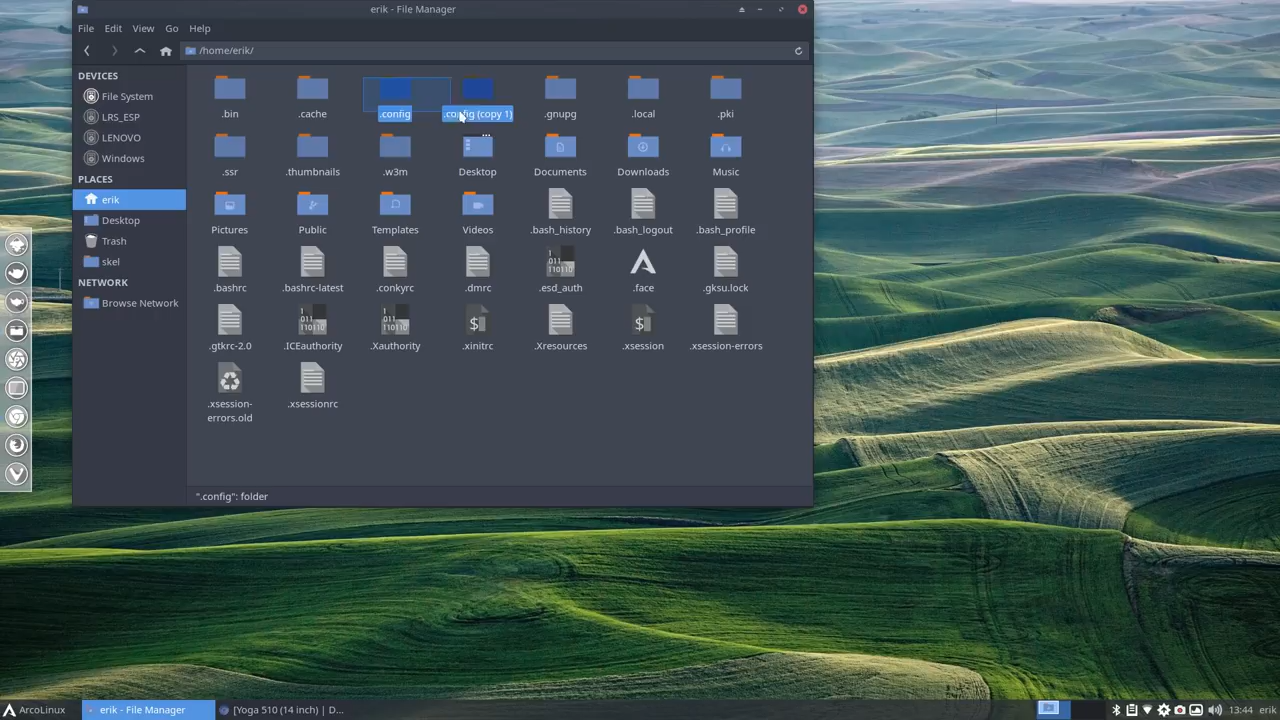 erik - File Manager
File Edit View Go Help
/home/erik/
DEVICES
File System
LRS_ESP
LENOVO
Windows
PLACES
erik
Desktop
Trash
skel
NETWORK
Browse Network
.bin .cache .config .config (copy 1) .gnupg .local .pki
.ssr .thumbnails .w3m Desktop Documents Downloads Music
Pictures Public Templates Videos .bash_history .bash_logout .bash_profile
.bashrc .bashrc-latest .conkyrc .dmrc .esd_auth .face .gksu.lock
.gtkrc-2.0 .ICEauthority .Xauthority .xinitrc .Xresources .xsession .xsession-errors
.xsession-errors.old .xsessionrc
".config": folder
ArcoLinux erik - File Manager [Yoga 510 (14 inch) | D... 13:44 erik